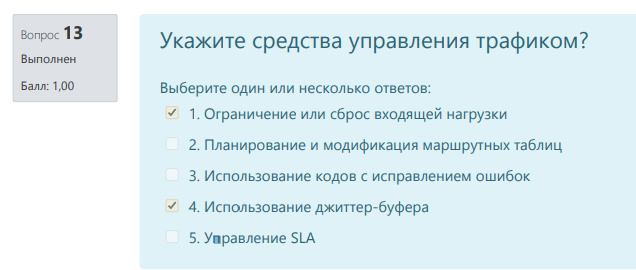 Вопрос 13
Выполнен
Балл: 1,00
Укажите средства управления трафиком?
Выберите один или несколько ответов:
1. Ограничение или сброс входящей нагрузки
2. Планирование и модификация маршрутных таблиц
3. Использование кодов с исправлением ошибок
4. Использование джиттер-буфера
5. Управление SLA